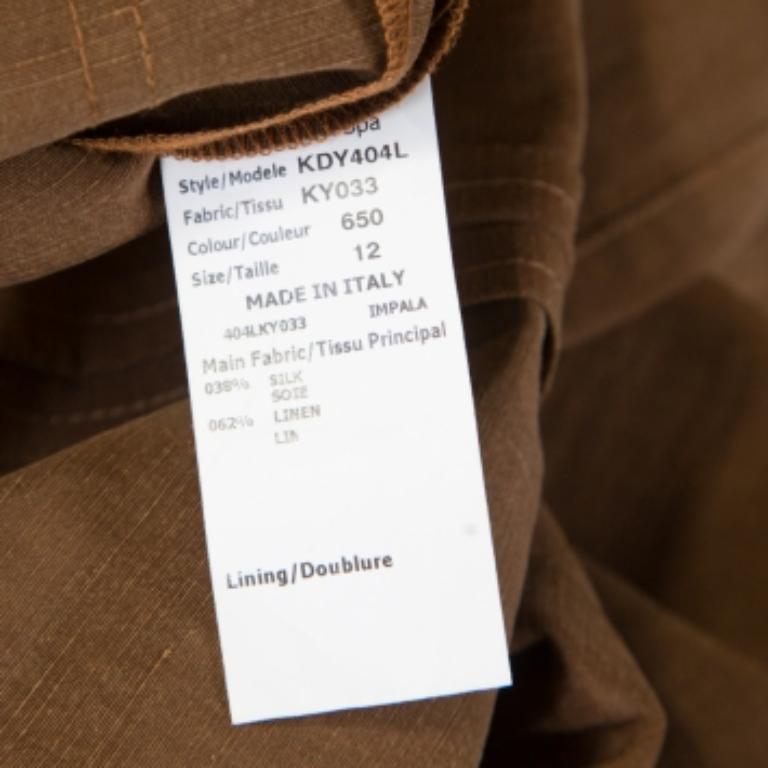 Spa
Style/Modele KDY404L
Fabric/Tissu KY033
Colour/Couleur 650
Size/Taille 12
MADE IN ITALY
404LKY033 IMPALA
Main Fabric/Tissu Principal
038% SILK
SOIE
062% LINEN
LIN
Lining/Doublure